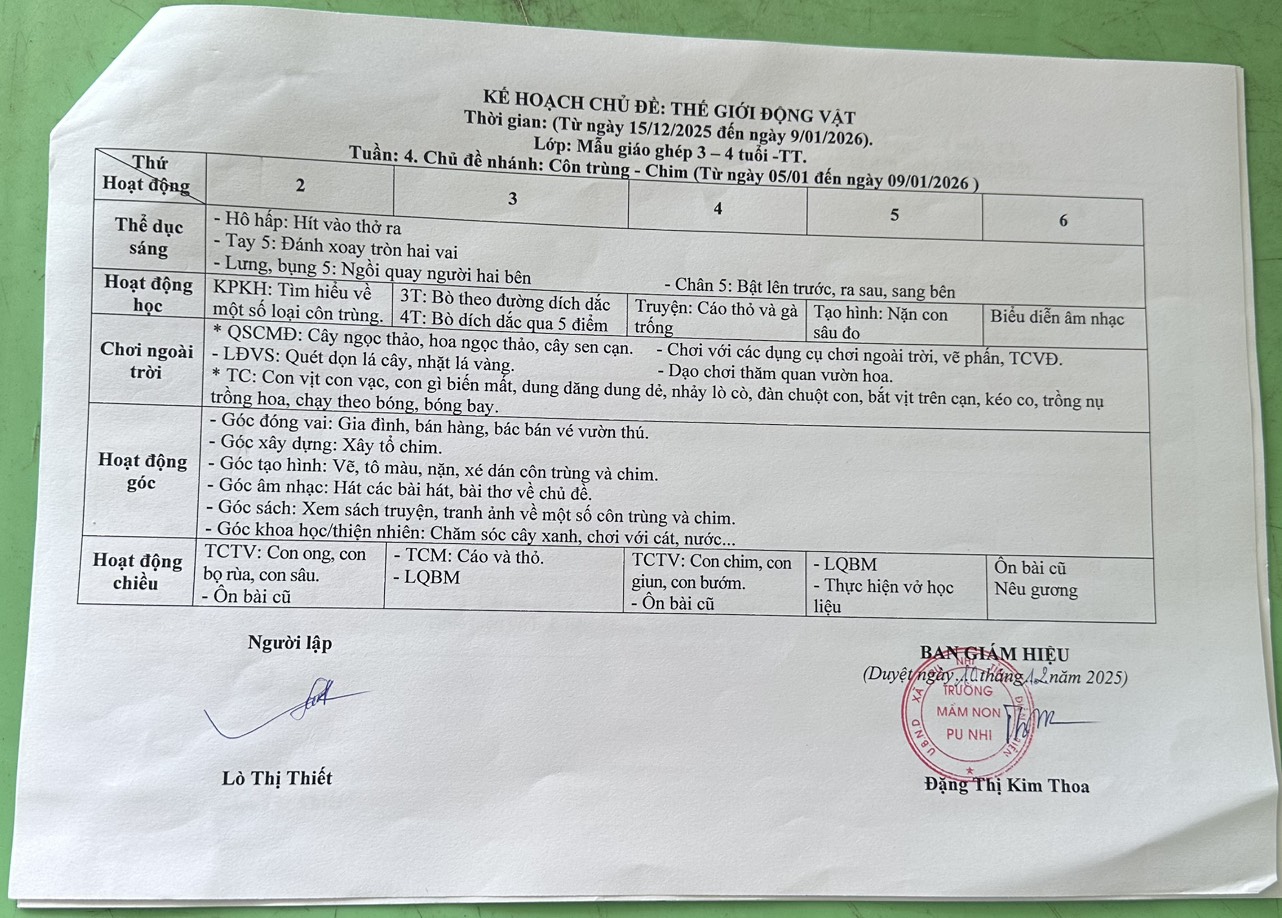 KẾ HOẠCH CHỦ ĐỀ: THẾ GIỚI ĐỘNG VẬT
Thời gian: (Từ ngày 15/12/2025 đến ngày 9/01/2026).
Lớp: Mẫu giáo ghép 3 – 4 tuổi -TT.
Tuần: 4. Chủ đề nhánh: Côn trùng - Chim (Từ ngày 05/01 đến ngày 09/01/2026 )
Thứ
Hoạt động
2
3
4
5
6
Thể dục
sáng
- Hô hấp: Hít vào thở ra
- Tay 5: Đánh xoay tròn hai vai
- Lưng, bụng 5: Ngồi quay người hai bên
- Chân 5: Bật lên trước, ra sau, sang bên
Hoạt động
học
KPKH: Tìm hiểu về
một số loại côn trùng.
3T: Bò theo đường dích dắc
4T: Bò dích dắc qua 5 điểm
Truyện: Cáo thỏ và gà
trống
Tạo hình: Nặn con
sâu đo
Biểu diễn âm nhạc
Chơi ngoài
trời
* QSCMĐ: Cây ngọc thảo, hoa ngọc thảo, cây sen cạn. - Chơi với các dụng cụ chơi ngoài trời, vẽ phấn, TCVĐ.
- LĐVS: Quét dọn lá cây, nhặt lá vàng. - Dạo chơi thăm quan vườn hoa.
* TC: Con vịt con vạc, con gì biến mất, dung dăng dung dẻ, nhảy lò cò, đàn chuột con, bắt vịt trên cạn, kéo co, trồng nụ
trồng hoa, chạy theo bóng, bóng bay.
Hoạt động
góc
- Góc đóng vai: Gia đình, bán hàng, bác bán vé vườn thú.
- Góc xây dựng: Xây tổ chim.
- Góc tạo hình: Vẽ, tô màu, nặn, xé dán côn trùng và chim.
- Góc âm nhạc: Hát các bài hát, bài thơ về chủ đề.
- Góc sách: Xem sách truyện, tranh ảnh về một số côn trùng và chim.
- Góc khoa học/thiện nhiên: Chăm sóc cây xanh, chơi với cát, nước...
Hoạt động
chiều
TCTV: Con ong, con
bọ rùa, con sâu.
- Ôn bài cũ
- TCM: Cáo và thỏ.
- LQBM
TCTV: Con chim, con
giun, con bướm.
- Ôn bài cũ
- LQBM
- Thực hiện vở học
liệu
Ôn bài cũ
Nêu gương
Người lập
BAN GIÁM HIỆU
(Duyệt ngày 10 tháng 12 năm 2025)
TRƯỜNG
MẦM NON
PU NHI
Lò Thị Thiết
Đặng Thị Kim Thoa